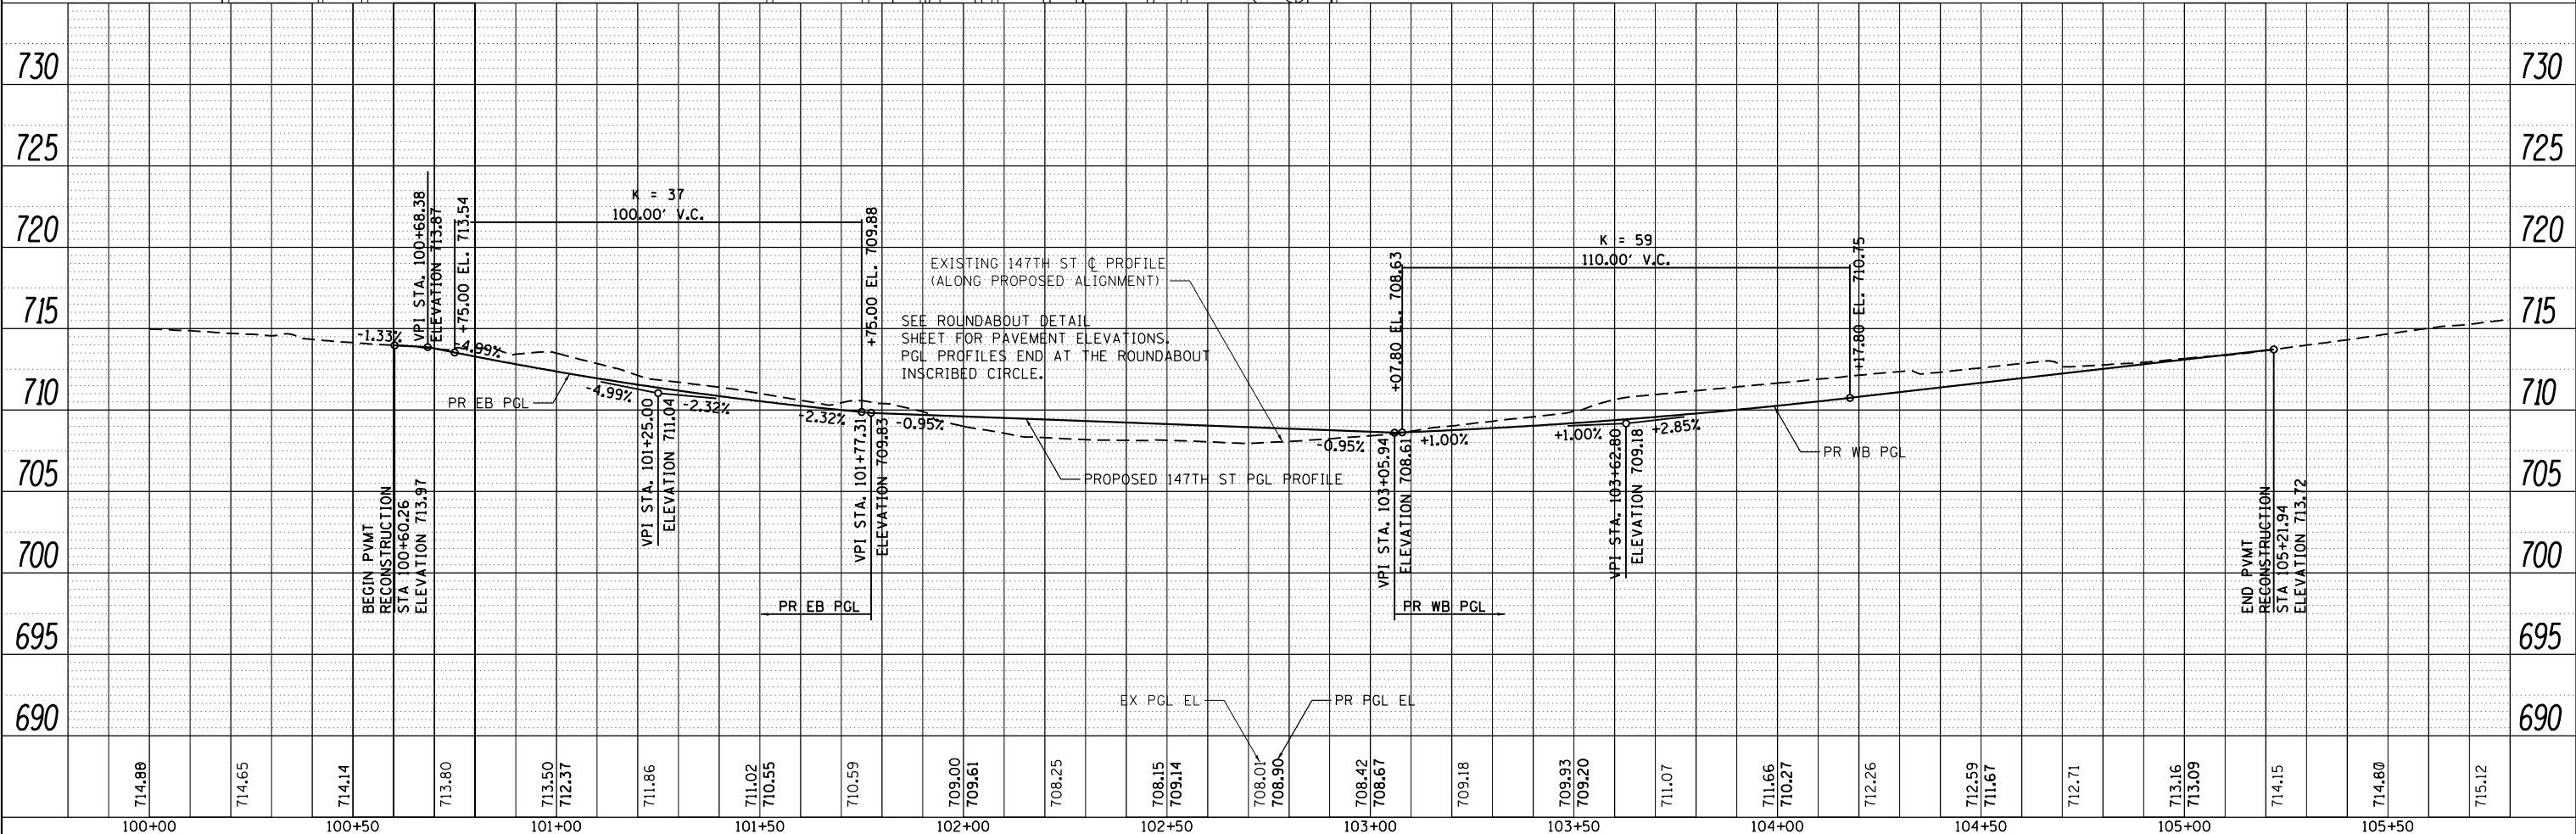 730
730
725
725
720
720
715
715
710
710
705
705
700
700
695
695
690
690
K = 37
100.00' V.C.
VPI STA. 100+68.38
ELEVATION 713.87
+75.00 EL. 713.54
+75.00 EL. 709.88
-1.33%
-4.99%
-4.99%
-2.32%
-2.32%
-0.95%
PR EB PGL
VPI STA. 101+25.00
ELEVATION 711.04
VPI STA. 101+77.31
ELEVATION 709.83
BEGIN PVMT
RECONSTRUCTION
STA 100+60.26
ELEVATION 713.97
PR EB PGL
EXISTING 147TH ST ℄ PROFILE
(ALONG PROPOSED ALIGNMENT)
SEE ROUNDABOUT DETAIL
SHEET FOR PAVEMENT ELEVATIONS.
PGL PROFILES END AT THE ROUNDABOUT
INSCRIBED CIRCLE.
PROPOSED 147TH ST PGL PROFILE
K = 59
110.00' V.C.
+07.80 EL. 708.63
+17.80 EL. 710.75
-0.95%
+1.00%
+1.00%
+2.85%
PR WB PGL
VPI STA. 103+05.94
ELEVATION 708.61
VPI STA. 103+62.80
ELEVATION 709.18
PR WB PGL
END PVMT
RECONSTRUCTION
STA 105+21.94
ELEVATION 713.72
EX PGL EL
PR PGL EL
714.88
714.65
714.14
713.80
713.50
712.37
711.86
711.02
710.55
710.59
709.00
709.61
708.25
708.15
709.14
708.01
708.90
708.42
708.67
709.18
709.93
709.20
711.07
711.66
710.27
712.26
712.59
711.67
712.71
713.16
713.09
714.15
714.80
715.12
100+00
100+50
101+00
101+50
102+00
102+50
103+00
103+50
104+00
104+50
105+00
105+50